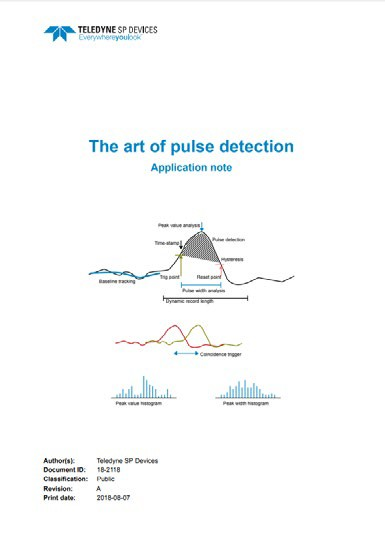 TELEDYNE SP DEVICES
Everywhereyoulook
The art of pulse detection
Application note
Peak value analysis
Pulse detection
Time-stamp
Hysteresis
Baseline tracking
Trig point
Reset point
Pulse width analysis
Dynamic record length
Coincidence trigger
Peak value histogram
Peak width histogram
Author(s): Teledyne SP Devices
Document ID: 18-2118
Classification: Public
Revision: A
Print date: 2018-08-07